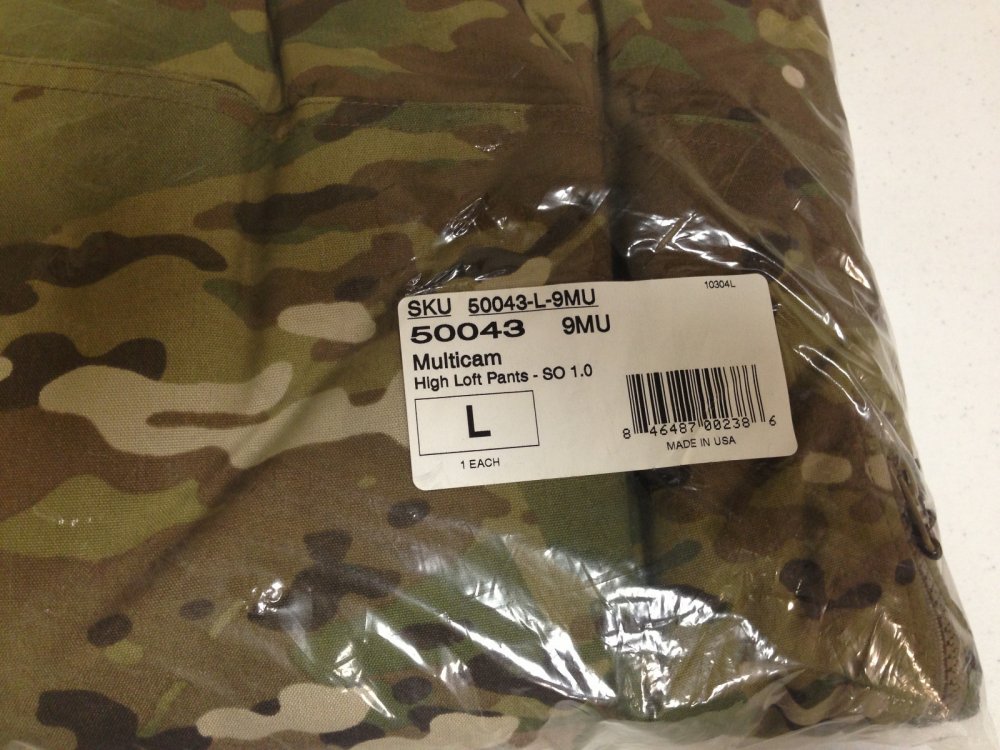 10304L
SKU 50043-L-9MU
50043 9MU
Multicam
High Loft Pants - SO 1.0
L
1 EACH
8 46487 00238 6
MADE IN USA